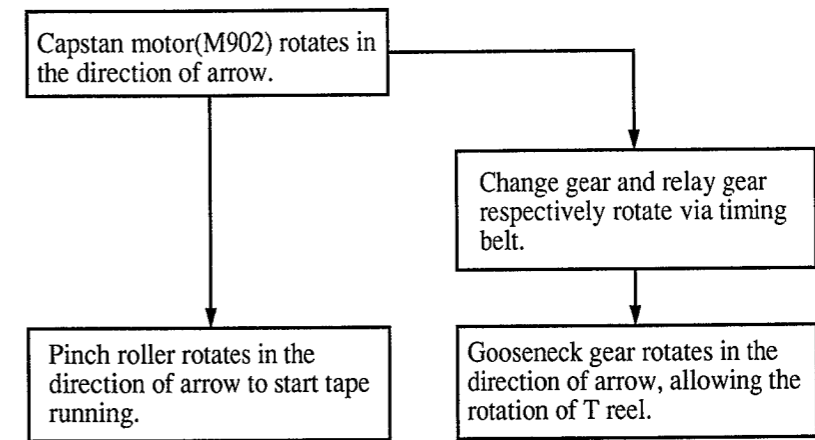 Capstan motor(M902) rotates in
the direction of arrow.
Change gear and relay gear
respectively rotate via timing
belt.
Pinch roller rotates in the
direction of arrow to start tape
running.
Gooseneck gear rotates in the
direction of arrow, allowing the
rotation of T reel.